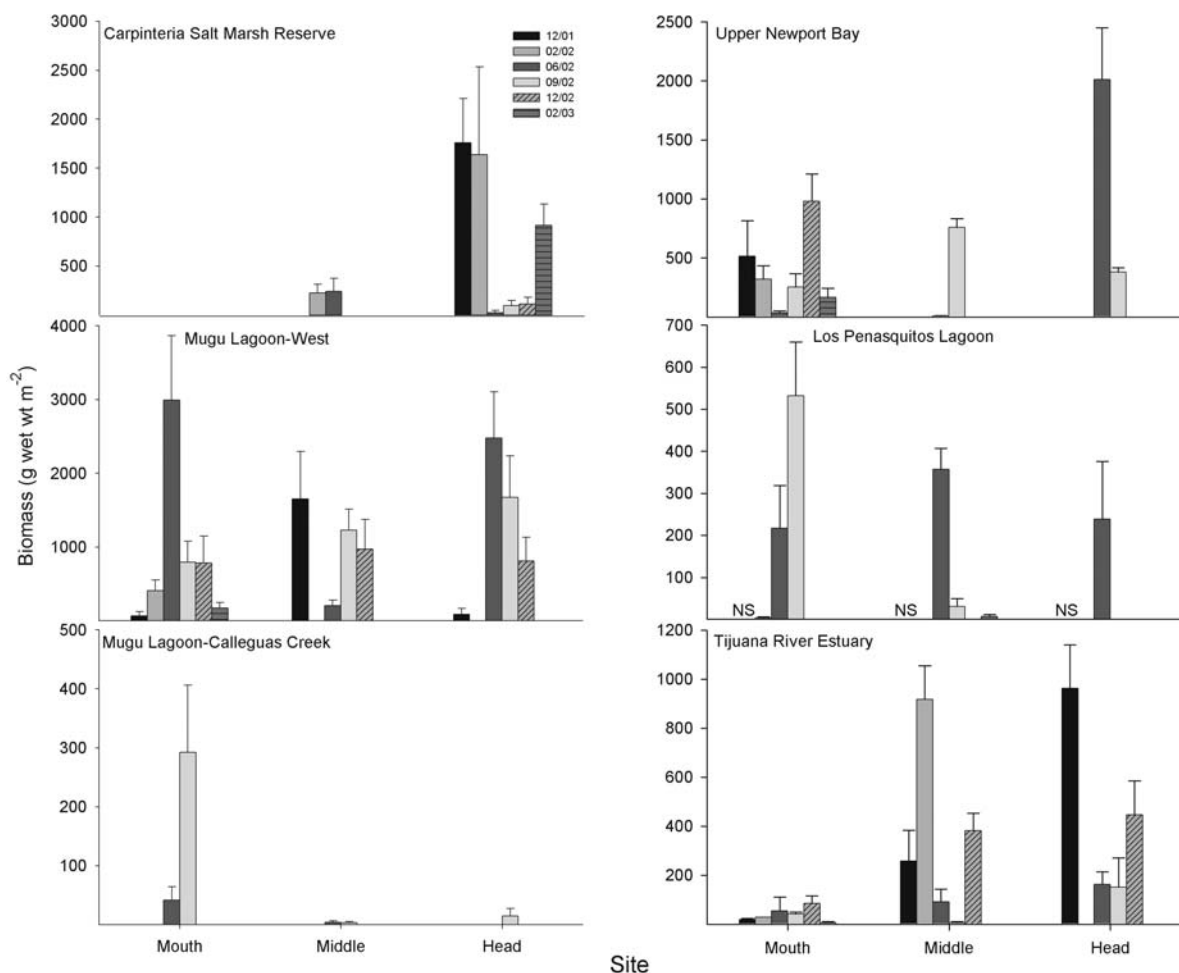 Carpinteria Salt Marsh Reserve
3000
2500
2000
1500
1000
500
12/01
02/02
06/02
09/02
12/02
02/03
Upper Newport Bay
2500
2000
1500
1000
500
Mugu Lagoon-West
4000
3000
2000
1000
Los Penasquitos Lagoon
700
600
500
400
300
200
100
NS
NS
NS
Biomass (g wet wt m-2)
Mugu Lagoon-Calleguas Creek
500
400
300
200
100
Mouth
Middle
Head
Tijuana River Estuary
1200
1000
800
600
400
200
Mouth
Middle
Head
Site